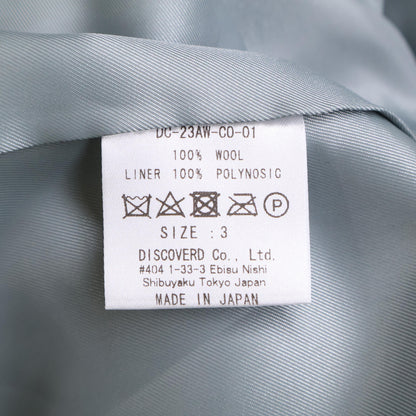 DC-23AW-CO-01
100% WOOL
LINER 100% POLYNOSIC
P
SIZE : 3
DISCOVERD Co., Ltd.
#404 1-33-3 Ebisu Nishi
Shibuyaku Tokyo Japan
MADE IN JAPAN